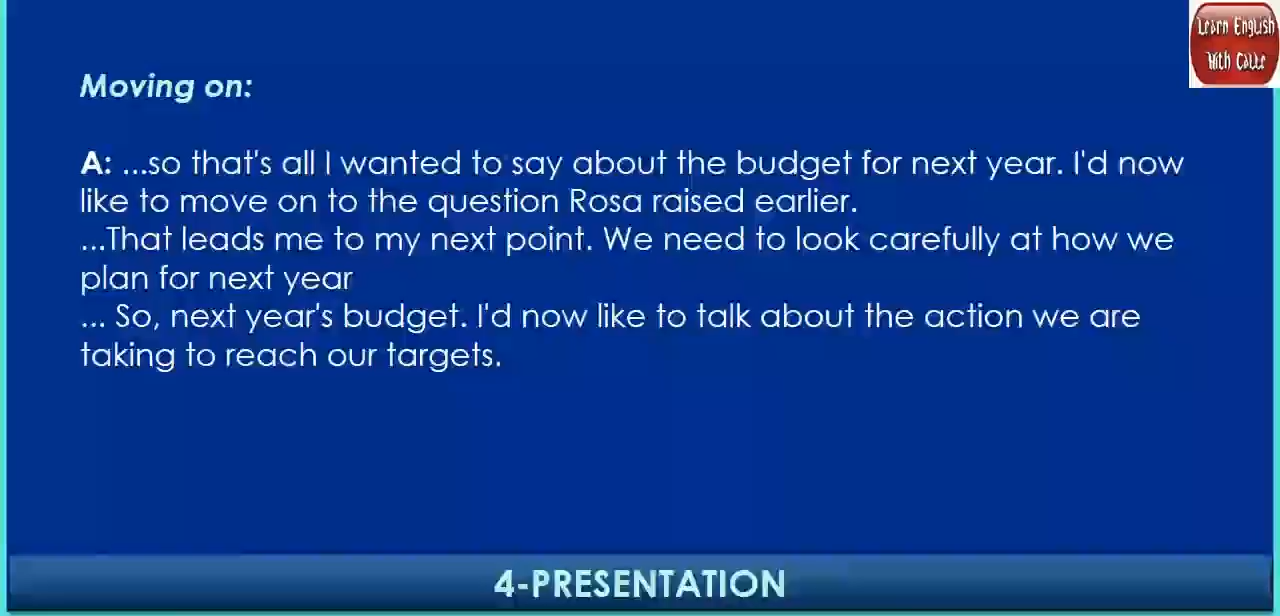 Learn English
With Calls
Moving on:
A: ...so that's all I wanted to say about the budget for next year. I'd now
like to move on to the question Rosa raised earlier.
...That leads me to my next point. We need to look carefully at how we
plan for next year
... So, next year's budget. I'd now like to talk about the action we are
taking to reach our targets.
4-PRESENTATION